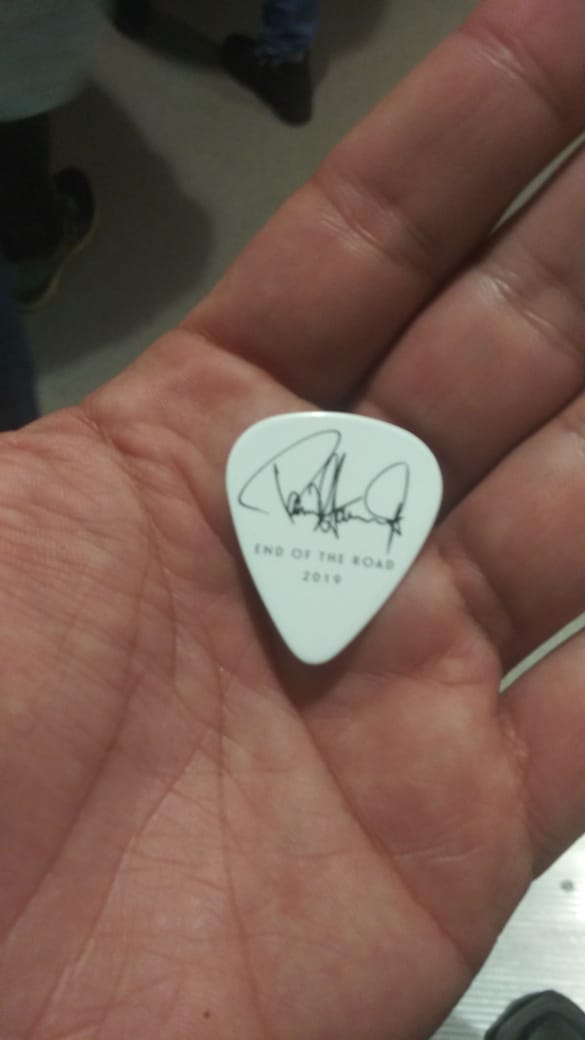 END OF THE ROAD
2019